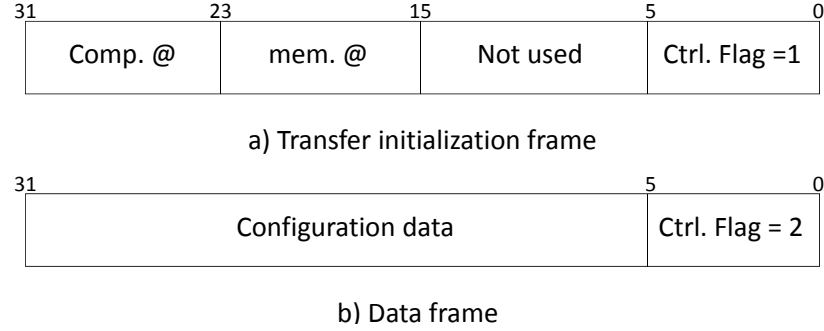 31 23 15 5 0
Comp. @ mem. @ Not used Ctrl. Flag =1
a) Transfer initialization frame
31 5 0
Configuration data Ctrl. Flag = 2
b) Data frame